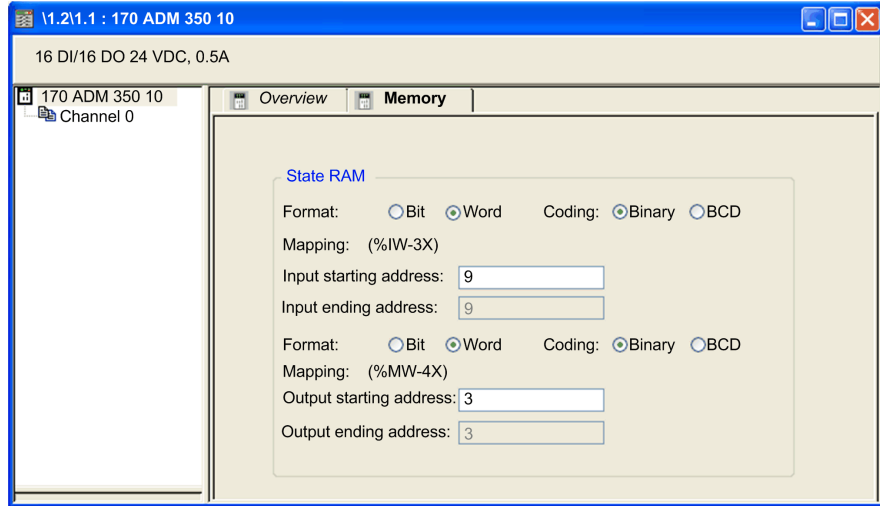 \1.2\1.1 : 170 ADM 350 10
16 DI/16 DO 24 VDC, 0.5A
170 ADM 350 10
Channel 0
Overview Memory
State RAM
Format: Bit Word Coding: Binary BCD
Mapping: (%IW-3X)
Input starting address: 9
Input ending address: 9
Format: Bit Word Coding: Binary BCD
Mapping: (%MW-4X)
Output starting address: 3
Output ending address: 3